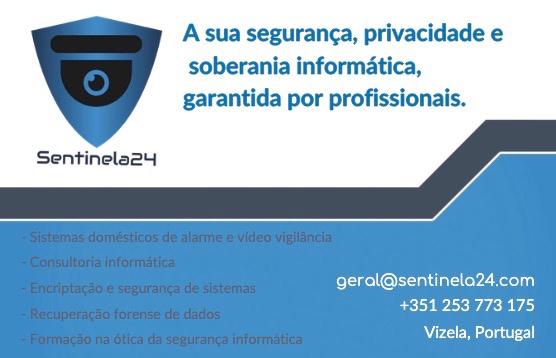 A sua segurança, privacidade e
soberania informática,
garantida por profissionais.
Sentinela24
- Sistemas domésticos de alarme e vídeo vigilância
- Consultoria informática
- Encriptação e segurança de sistemas
- Recuperação forense de dados
- Formação na ótica da segurança informática
geral@sentinela24.com
+351 253 773 175
Vizela, Portugal